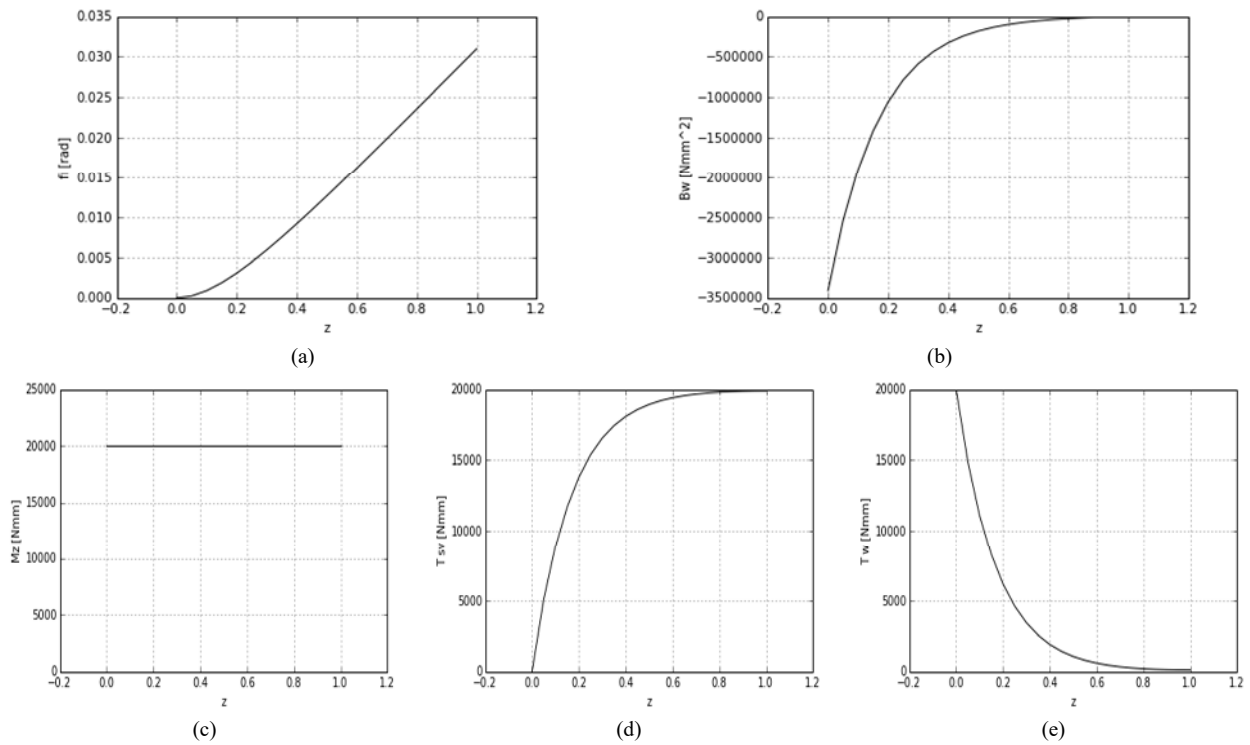 0.035
0.030
0.025
0.020
0.015
0.010
0.005
0.000
fi [rad]
−0.2 0.0 0.2 0.4 0.6 0.8 1.0 1.2
z
(a)
0
−500000
−1000000
−1500000
−2000000
−2500000
−3000000
−3500000
Bw [Nmm^2]
−0.2 0.0 0.2 0.4 0.6 0.8 1.0 1.2
z
(b)
25000
20000
15000
10000
5000
0
Mz [Nmm]
−0.2 0.0 0.2 0.4 0.6 0.8 1.0 1.2
z
(c)
20000
15000
10000
5000
0
T sv [Nmm]
−0.2 0.0 0.2 0.4 0.6 0.8 1.0 1.2
z
(d)
20000
15000
10000
5000
0
T w [Nmm]
−0.2 0.0 0.2 0.4 0.6 0.8 1.0 1.2
z
(e)